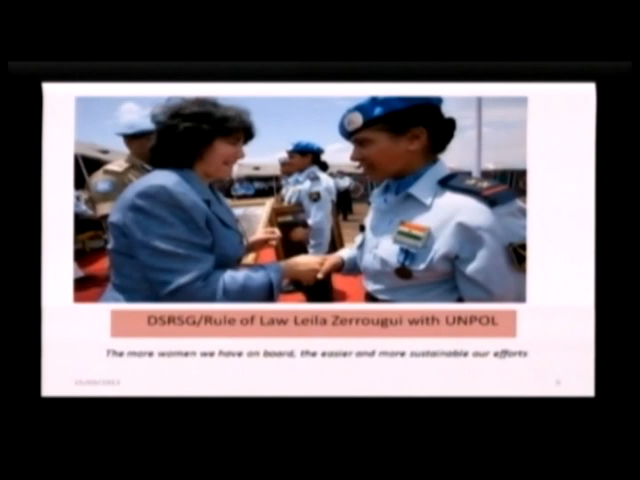 DSRSG/Rule of Law Leila Zerrougui with UNPOL
The more women we have on board, the easier and more sustainable our efforts